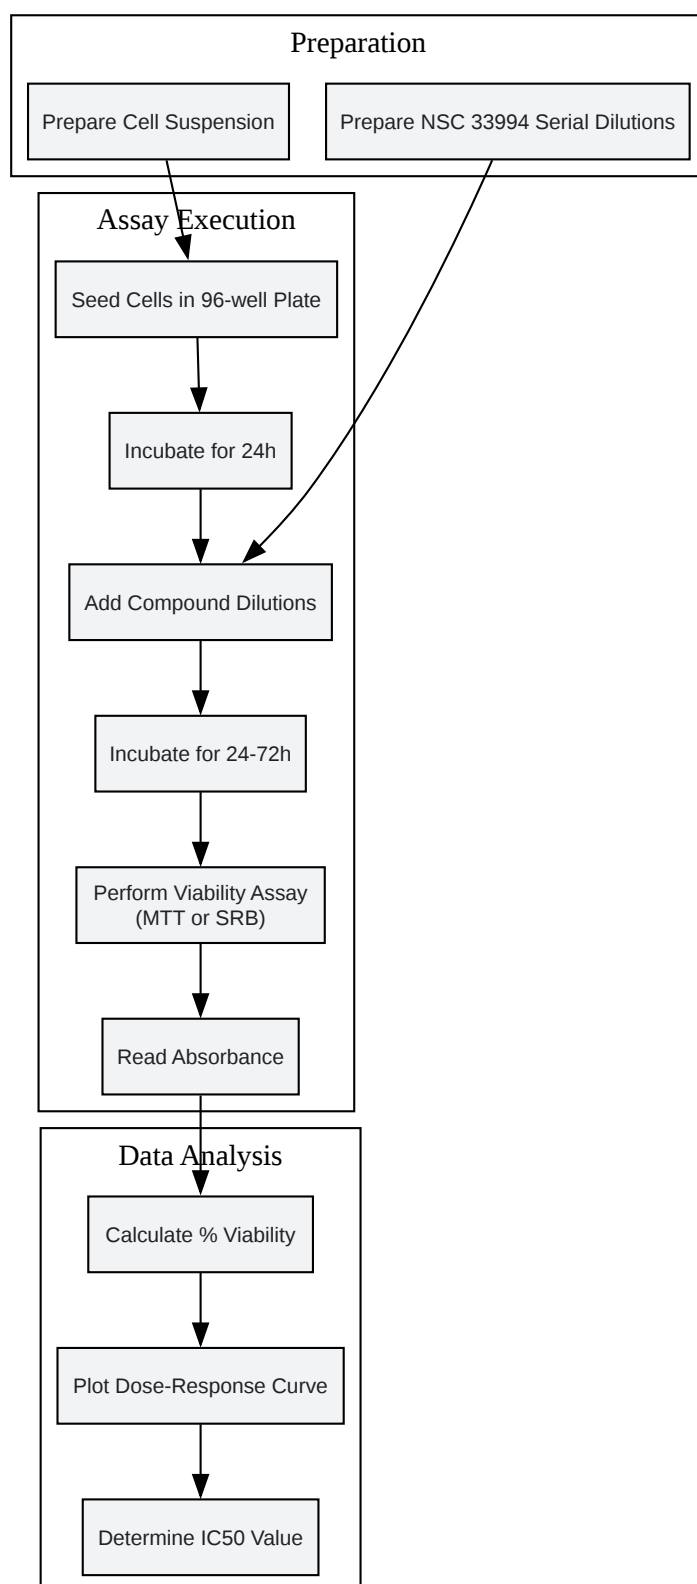 Preparation
Prepare Cell Suspension
Prepare NSC 33994 Serial Dilutions
Assay Execution
Seed Cells in 96-well Plate
Incubate for 24h
Add Compound Dilutions
Incubate for 24-72h
Perform Viability Assay
(MTT or SRB)
Read Absorbance
Data Analysis
Calculate % Viability
Plot Dose-Response Curve
Determine IC50 Value